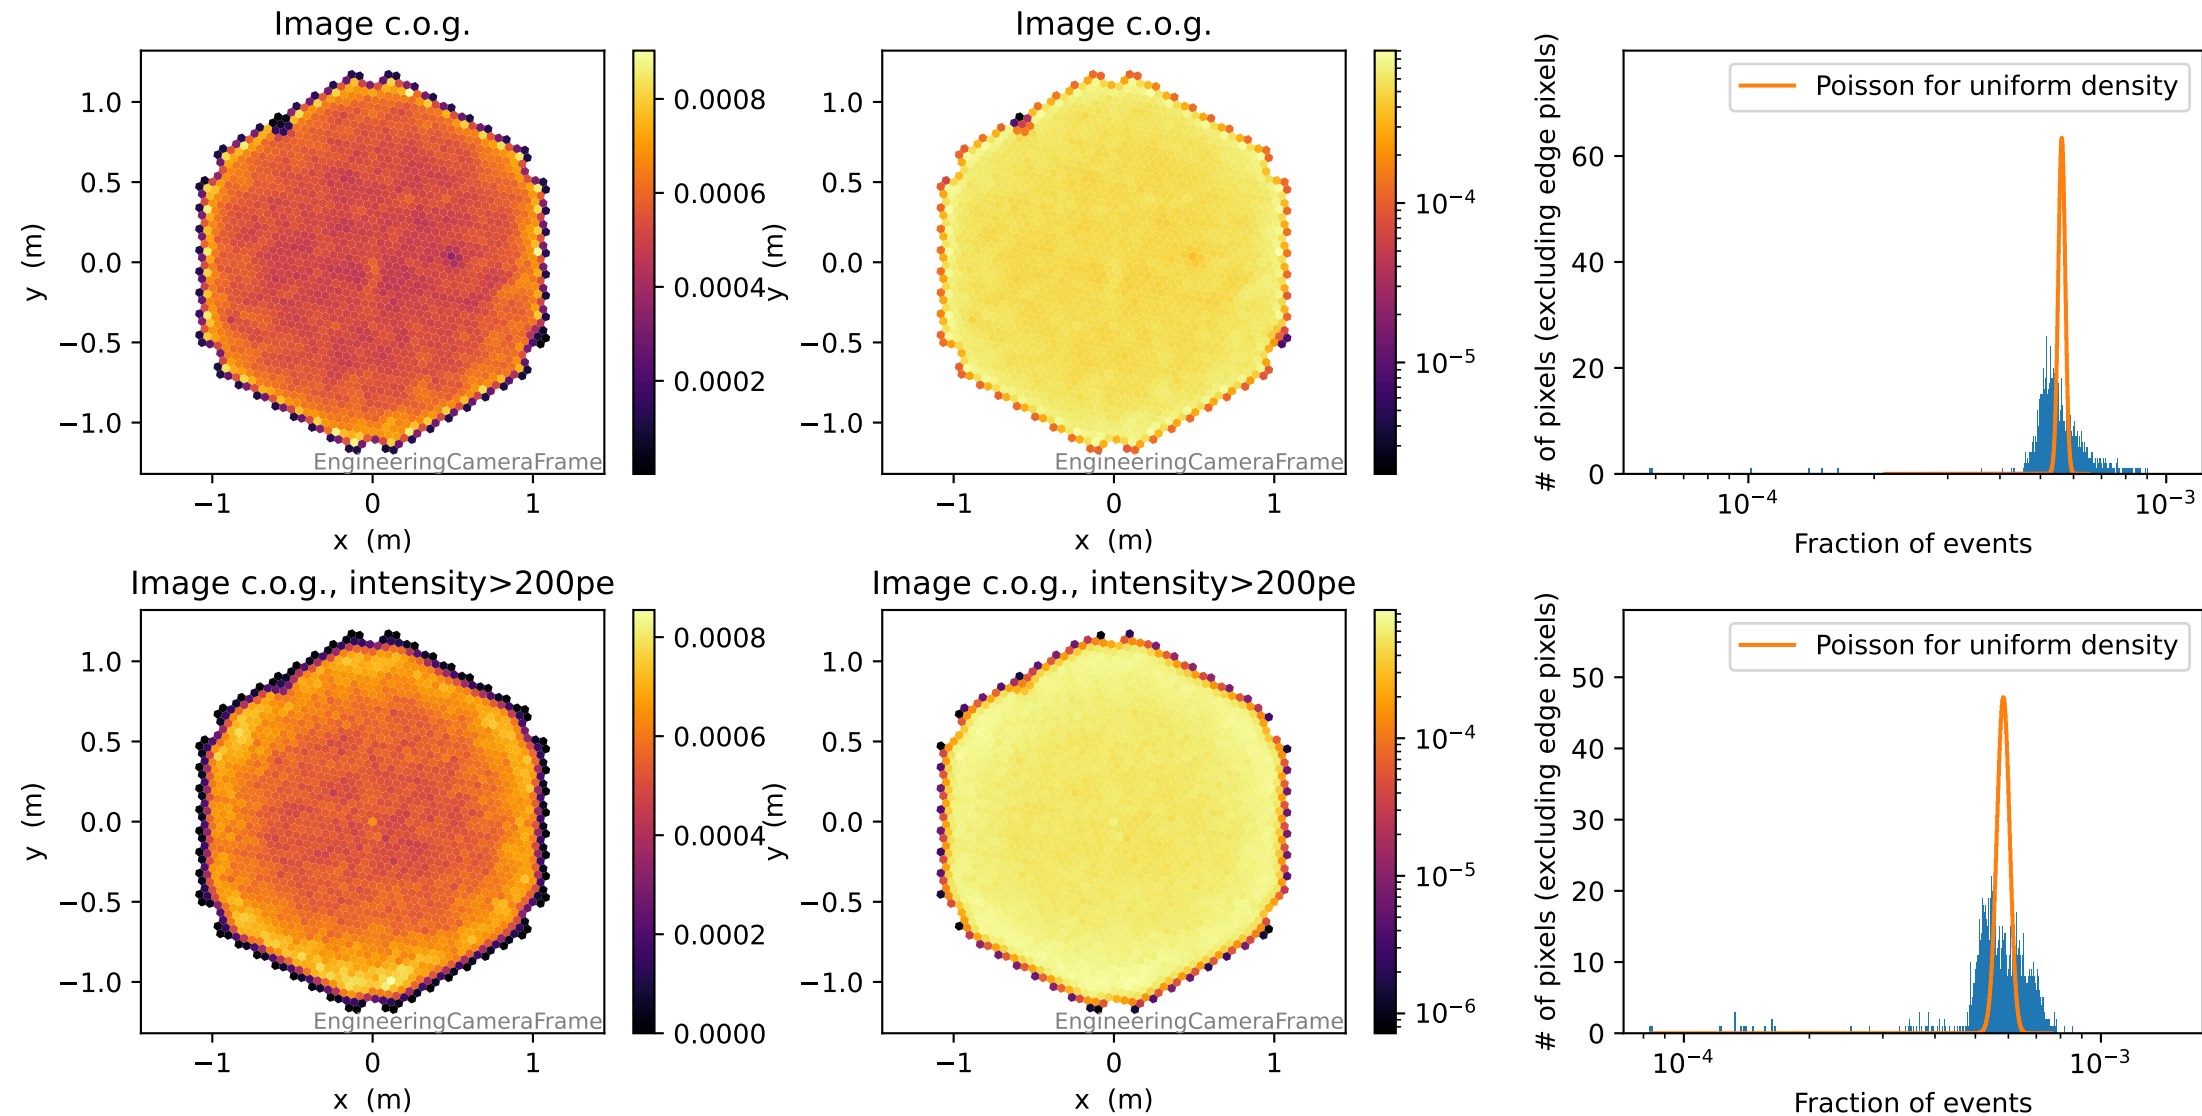 Image c.o.g.
1.0
0.5
0.0
−0.5
−1.0
y (m)
−1
0
1
x (m)
EngineeringCameraFrame
0.0008
0.0006
0.0004
0.0002
Image c.o.g.
1.0
0.5
0.0
−0.5
−1.0
y (m)
−1
0
1
x (m)
EngineeringCameraFrame
10−4
10−5
Poisson for uniform density
# of pixels (excluding edge pixels)
60
40
20
0
10−4
10−3
Fraction of events
Image c.o.g., intensity>200pe
1.0
0.5
0.0
−0.5
−1.0
y (m)
−1
0
1
x (m)
EngineeringCameraFrame
0.0008
0.0006
0.0004
0.0002
0.0000
Image c.o.g., intensity>200pe
1.0
0.5
0.0
−0.5
−1.0
y (m)
−1
0
1
x (m)
EngineeringCameraFrame
10−4
10−5
10−6
Poisson for uniform density
# of pixels (excluding edge pixels)
50
40
30
20
10
0
10−4
10−3
Fraction of events